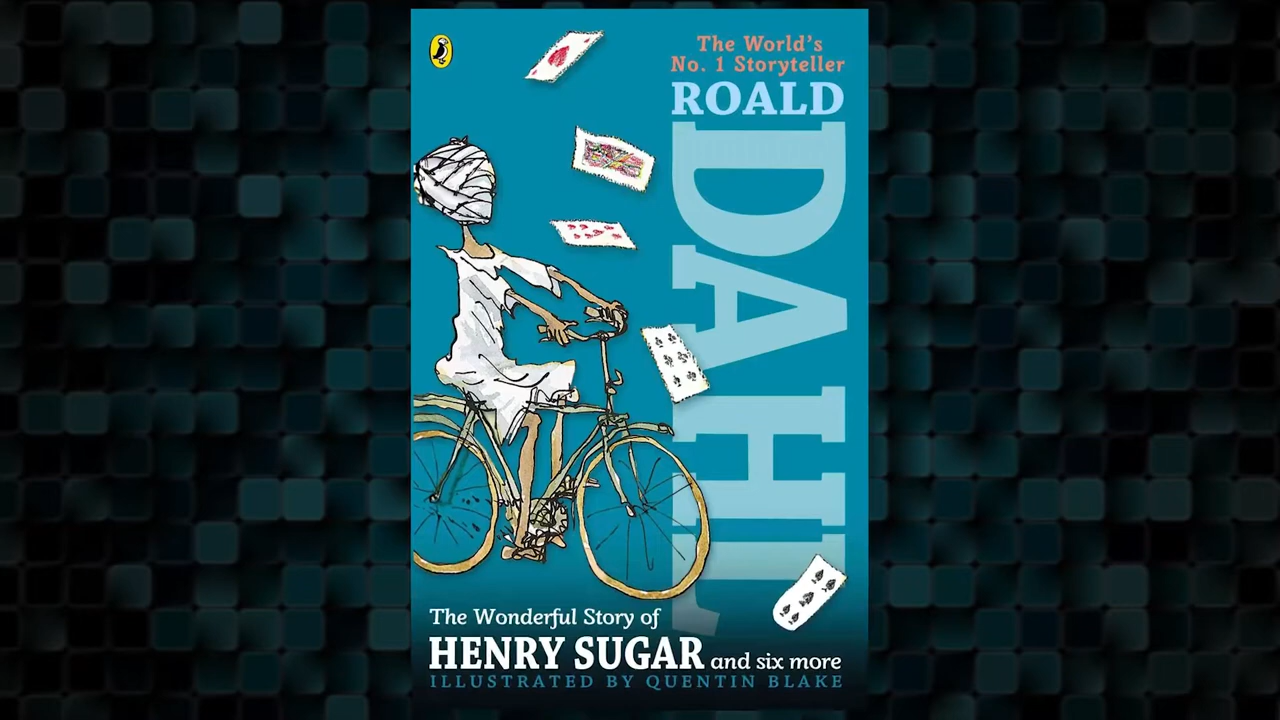 The World's
No. 1 Storyteller
ROALD
DAHL
The Wonderful Story of
HENRY SUGAR and six more
ILLUSTRATED BY QUENTIN BLAKE